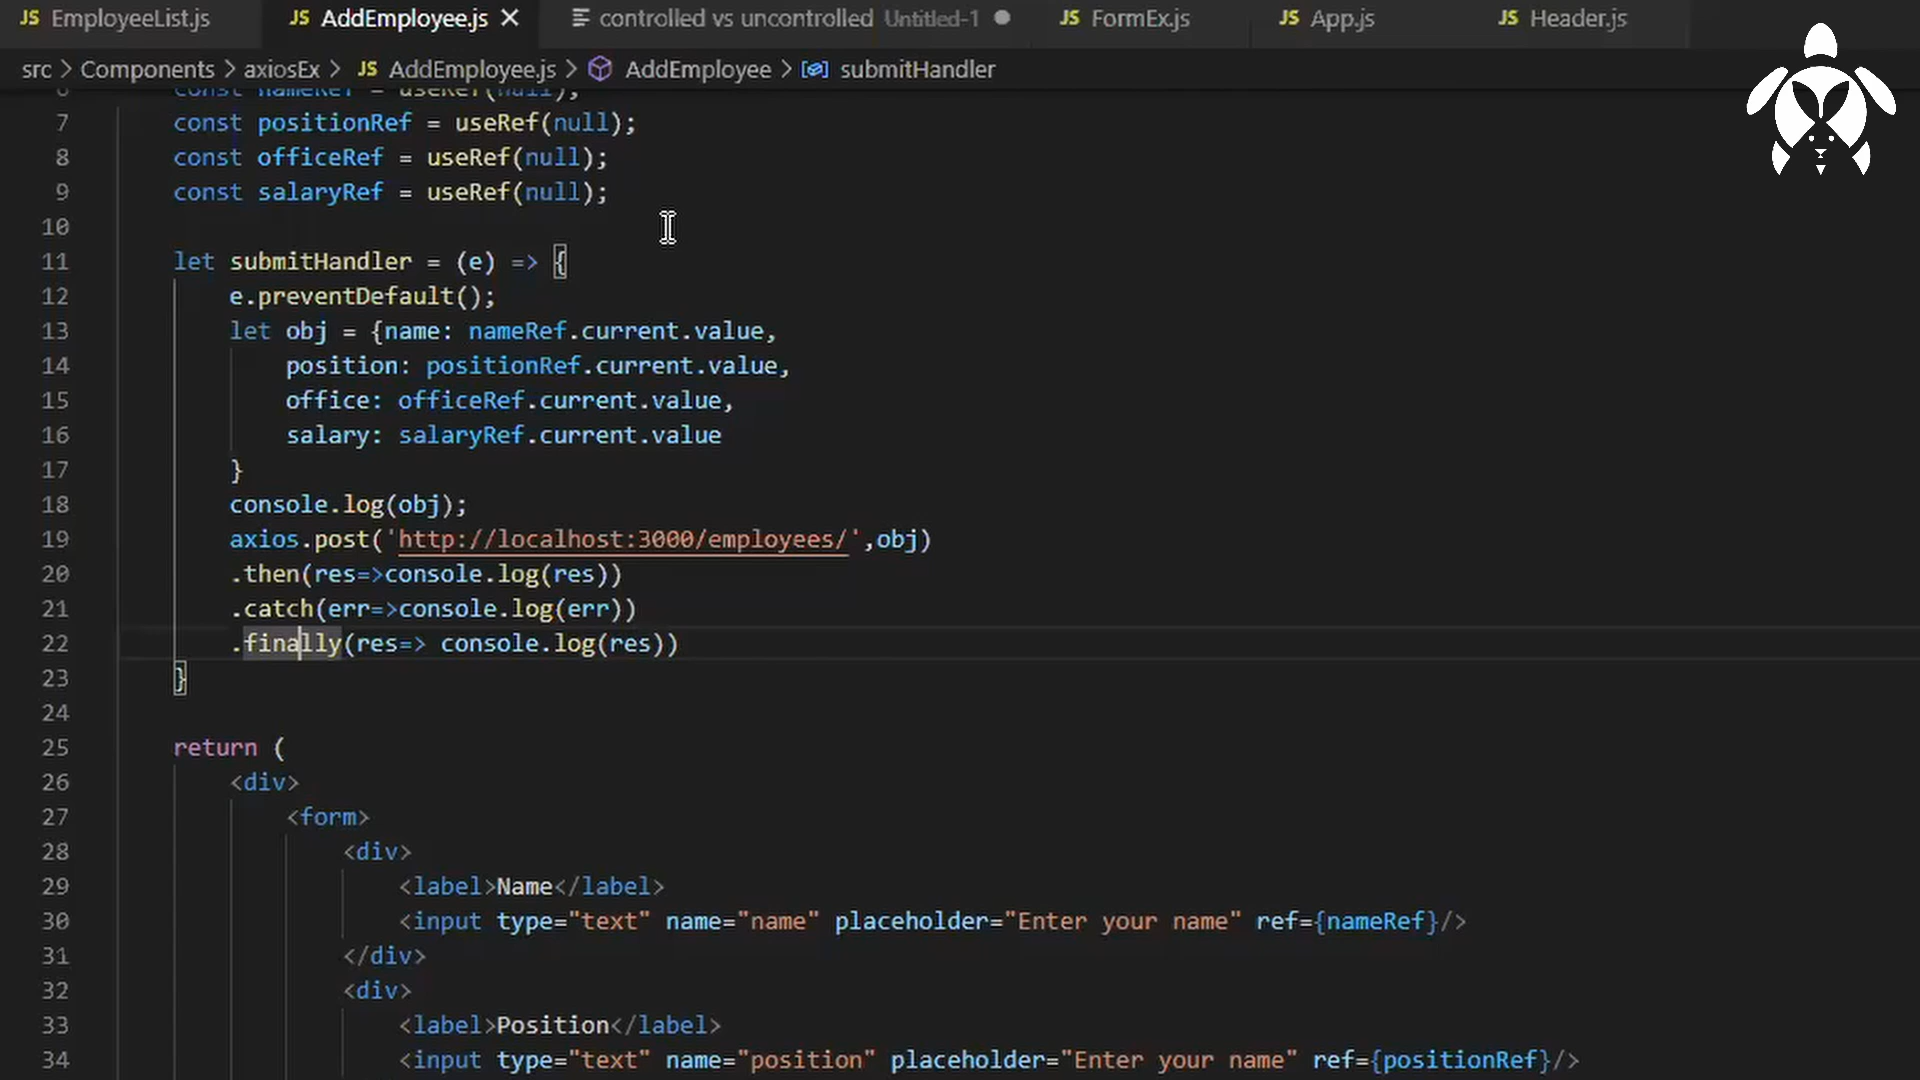 JS EmployeeList.js JS AddEmployee.js controlled vs uncontrolled Untitled-1 JS FormEx.js JS App.js JS Header.js
src > Components > axiosEx > JS AddEmployee.js > AddEmployee > submitHandler
6 const nameRef = useRef(null);
7 const positionRef = useRef(null);
8 const officeRef = useRef(null);
9 const salaryRef = useRef(null);
10
11 let submitHandler = (e) => {
12 e.preventDefault();
13 let obj = {name: nameRef.current.value,
14 position: positionRef.current.value,
15 office: officeRef.current.value,
16 salary: salaryRef.current.value
17 }
18 console.log(obj);
19 axios.post('http://localhost:3000/employees/',obj)
20 .then(res=>console.log(res))
21 .catch(err=>console.log(err))
22 .finally(res=> console.log(res))
23 }
24
25 return (
26 <div>
27 <form>
28 <div>
29 <label>Name</label>
30 <input type="text" name="name" placeholder="Enter your name" ref={nameRef}/>
31 </div>
32 <div>
33 <label>Position</label>
34 <input type="text" name="position" placeholder="Enter your name" ref={positionRef}/>